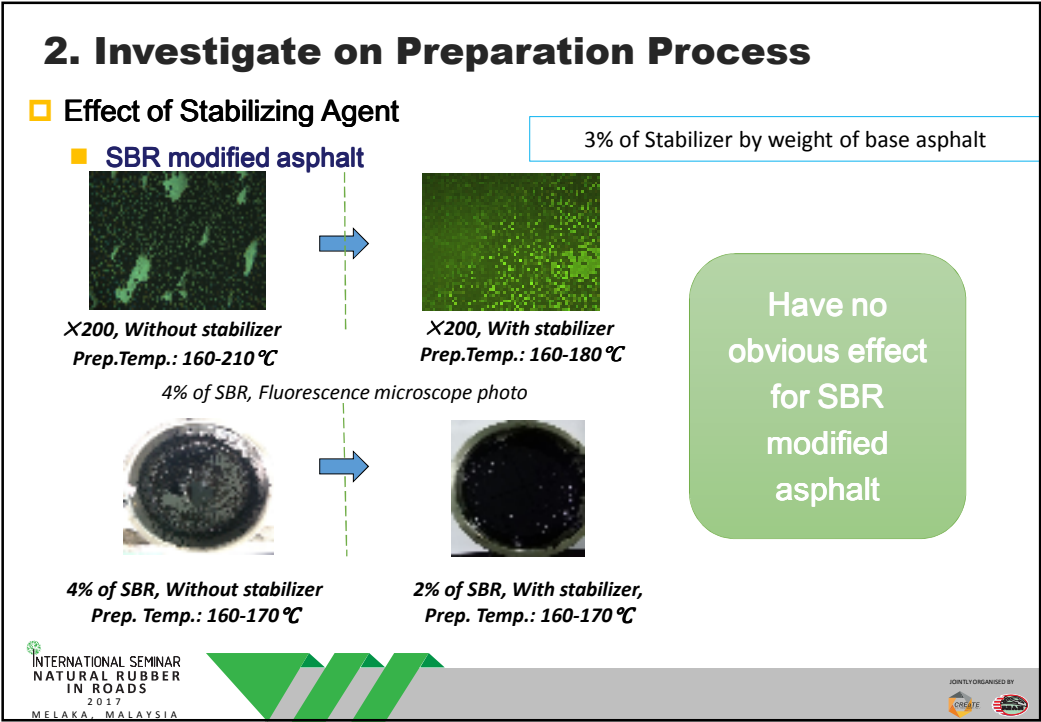 2. Investigate on Preparation Process
Effect of Stabilizing Agent
3% of Stabilizer by weight of base asphalt
SBR modified asphalt
×200, Without stabilizer
Prep.Temp.: 160-210℃
×200, With stabilizer
Prep.Temp.: 160-180℃
4% of SBR, Fluorescence microscope photo
Have no
obvious effect
for SBR
modified
asphalt
4% of SBR, Without stabilizer
Prep. Temp.: 160-170℃
2% of SBR, With stabilizer,
Prep. Temp.: 160-170℃
INTERNATIONAL SEMINAR
NATURAL RUBBER
IN ROADS
2017
MELAKA, MALAYSIA
JOINTLY ORGANISED BY
CREaTE